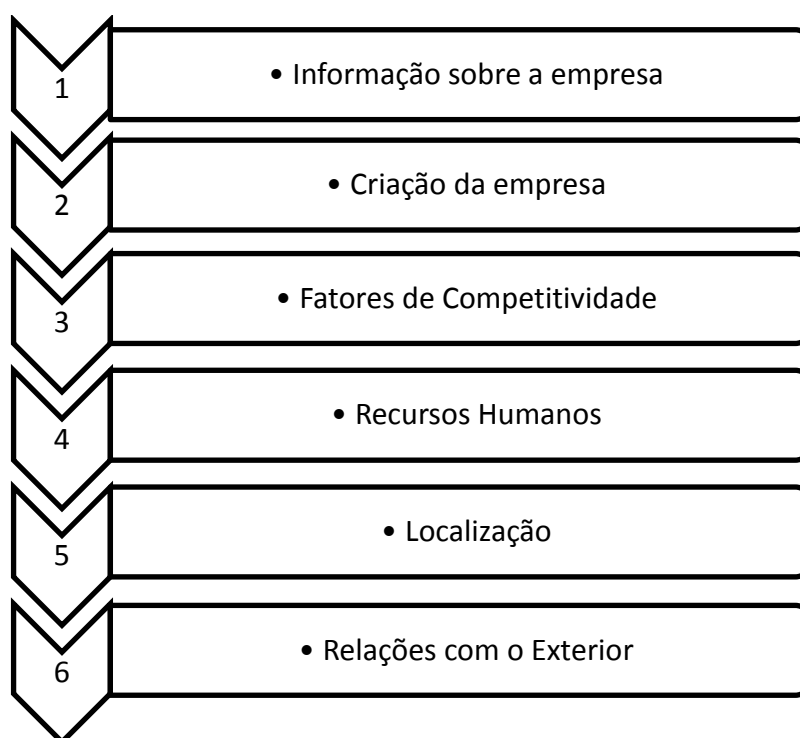 1
• Informação sobre a empresa
2
• Criação da empresa
3
• Fatores de Competitividade
4
• Recursos Humanos
5
• Localização
6
• Relações com o Exterior